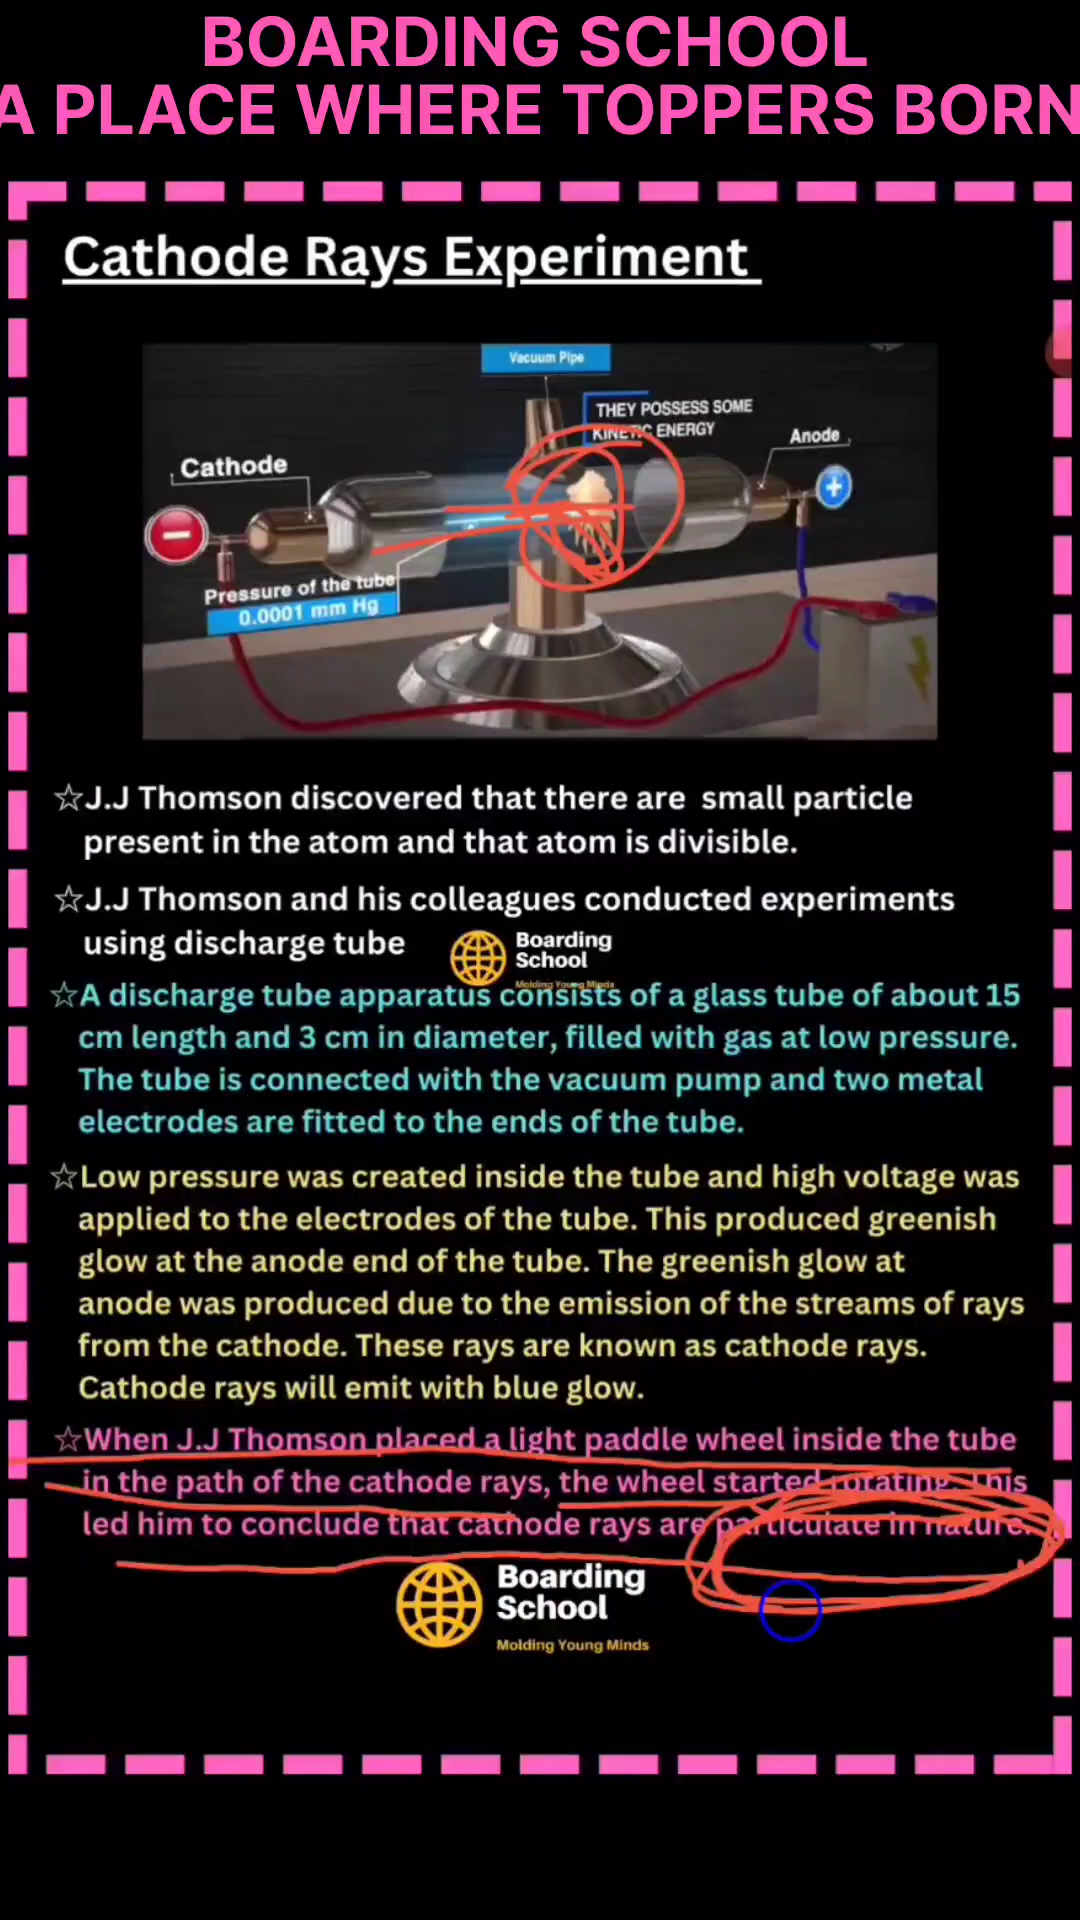 BOARDING SCHOOL
A PLACE WHERE TOPPERS BORN
Cathode Rays Experiment
Vacuum Pipe
THEY POSSESS SOME
KINETIC ENERGY
Anode
Cathode
Pressure of the tube
0.0001 mm Hg
☆J.J Thomson discovered that there are small particle
present in the atom and that atom is divisible.
☆J.J Thomson and his colleagues conducted experiments
using discharge tube
Boarding
School
Molding Young Minds
☆A discharge tube apparatus consists of a glass tube of about 15
cm length and 3 cm in diameter, filled with gas at low pressure.
The tube is connected with the vacuum pump and two metal
electrodes are fitted to the ends of the tube.
☆Low pressure was created inside the tube and high voltage was
applied to the electrodes of the tube. This produced greenish
glow at the anode end of the tube. The greenish glow at
anode was produced due to the emission of the streams of rays
from the cathode. These rays are known as cathode rays.
Cathode rays will emit with blue glow.
☆When J.J Thomson placed a light paddle wheel inside the tube
in the path of the cathode rays, the wheel started rotating. This
led him to conclude that cathode rays are particulate in nature.
Boarding
School
Molding Young Minds